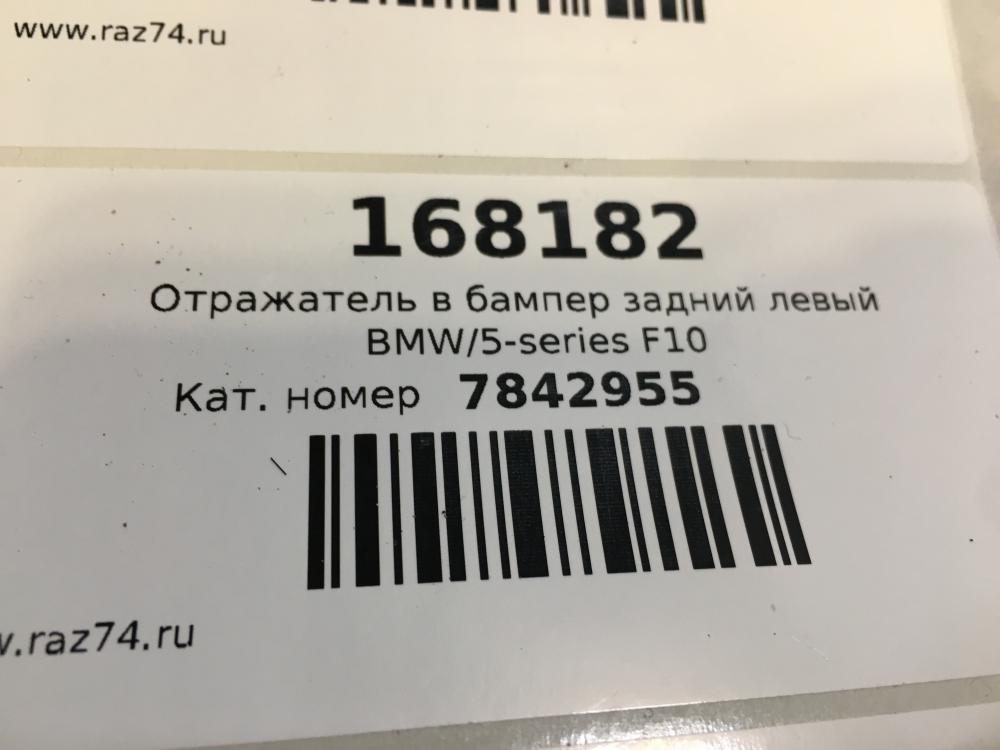 www.raz74.ru
168182
Отражатель в бампер задний левый
BMW/5-series F10
Кат. номер 7842955
w.raz74.ru